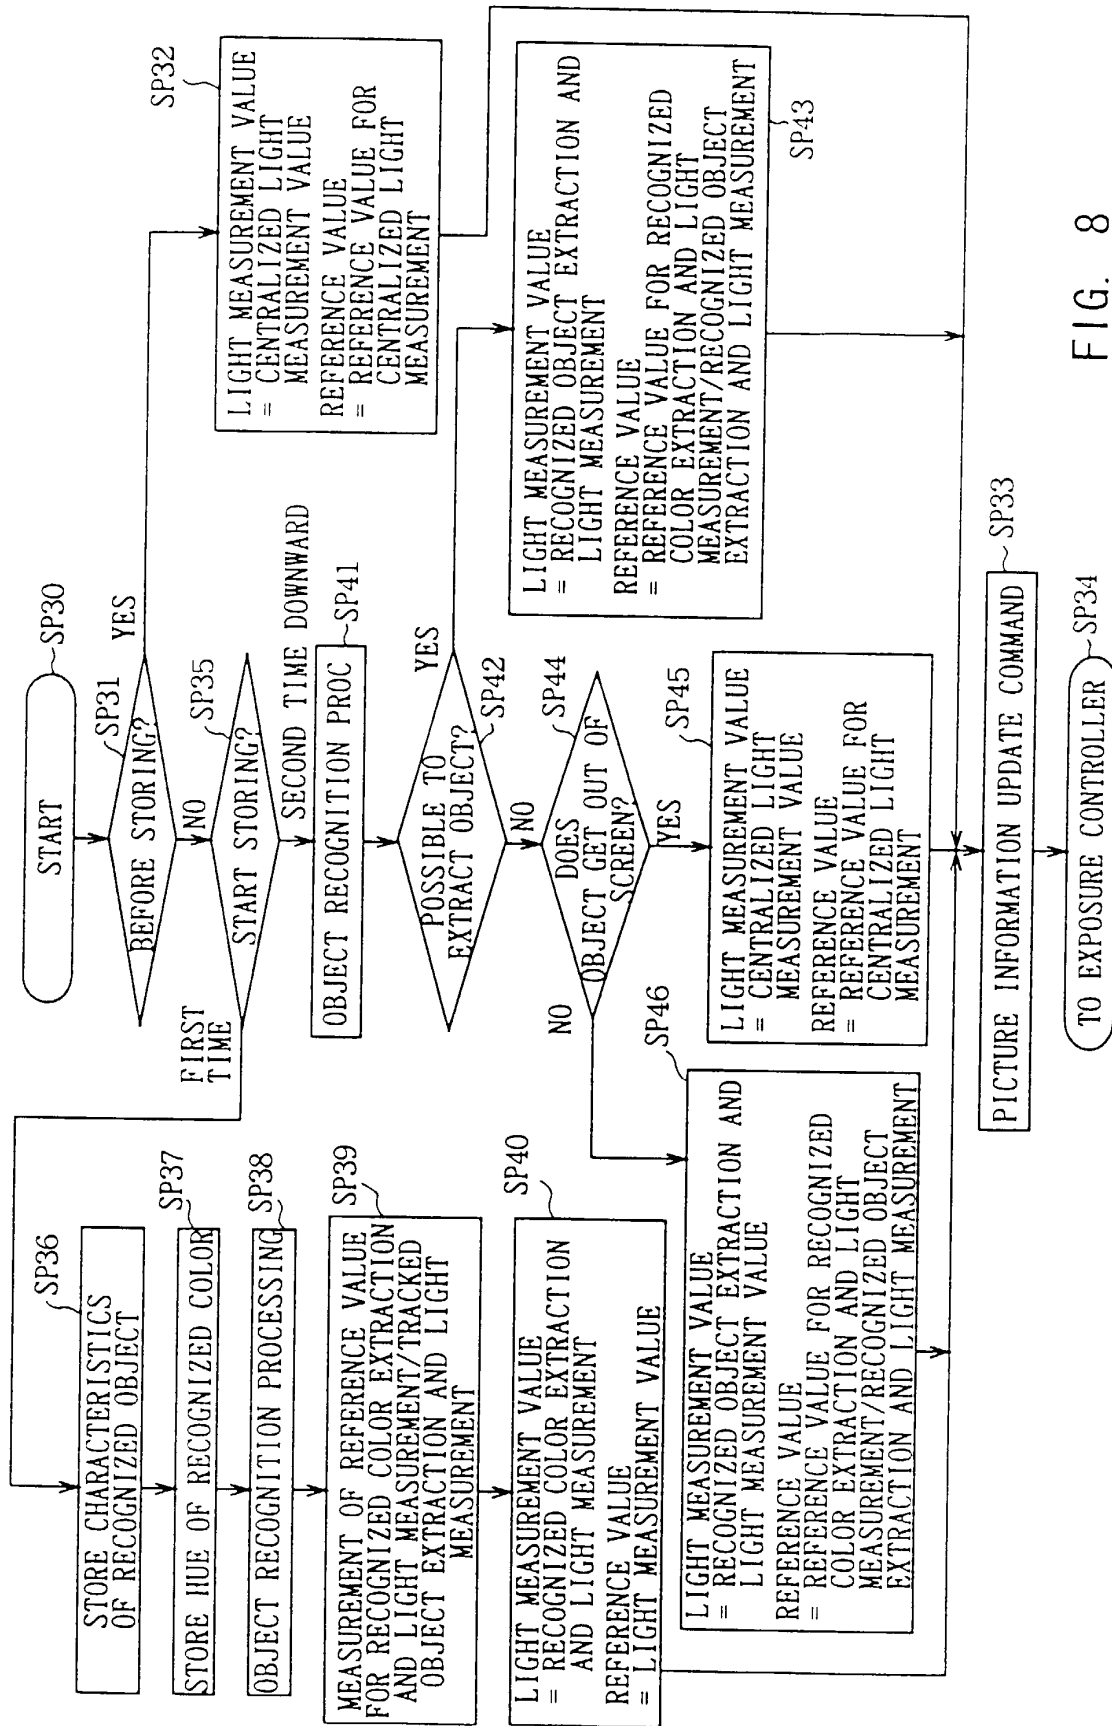 START
SP30
BEFORE STORING?
SP31
YES
NO
LIGHT MEASUREMENT VALUE
= CENTRALIZED LIGHT
MEASUREMENT VALUE
REFERENCE VALUE
= REFERENCE VALUE FOR
CENTRALIZED LIGHT
MEASUREMENT
SP32
START STORING?
SP35
FIRST
TIME
SECOND TIME DOWNWARD
STORE CHARACTERISTICS
OF RECOGNIZED OBJECT
SP36
STORE HUE OF RECOGNIZED COLOR
SP37
OBJECT RECOGNITION PROCESSING
SP38
MEASUREMENT OF REFERENCE VALUE
FOR RECOGNIZED COLOR EXTRACTION
AND LIGHT MEASUREMENT/TRACKED
OBJECT EXTRACTION AND LIGHT
MEASUREMENT
SP39
LIGHT MEASUREMENT VALUE
= RECOGNIZED COLOR EXTRACTION
AND LIGHT MEASUREMENT
REFERENCE VALUE
= LIGHT MEASUREMENT VALUE
SP40
OBJECT RECOGNITION PROC
SP41
POSSIBLE TO
EXTRACT OBJECT?
SP42
YES
NO
LIGHT MEASUREMENT VALUE
= RECOGNIZED OBJECT EXTRACTION AND
LIGHT MEASUREMENT
REFERENCE VALUE
= REFERENCE VALUE FOR RECOGNIZED
COLOR EXTRACTION AND LIGHT
MEASUREMENT/RECOGNIZED OBJECT
EXTRACTION AND LIGHT MEASUREMENT
SP43
DOES
OBJECT GET OUT OF
SCREEN?
SP44
NO
YES
LIGHT MEASUREMENT VALUE
= CENTRALIZED LIGHT
MEASUREMENT VALUE
REFERENCE VALUE
= REFERENCE VALUE FOR
CENTRALIZED LIGHT
MEASUREMENT
SP45
LIGHT MEASUREMENT VALUE
= RECOGNIZED OBJECT EXTRACTION AND
LIGHT MEASUREMENT VALUE
REFERENCE VALUE
= REFERENCE VALUE FOR RECOGNIZED
COLOR EXTRACTION AND LIGHT
MEASUREMENT/RECOGNIZED OBJECT
EXTRACTION AND LIGHT MEASUREMENT
SP46
PICTURE INFORMATION UPDATE COMMAND
SP33
TO EXPOSURE CONTROLLER
SP34
FIG. 8